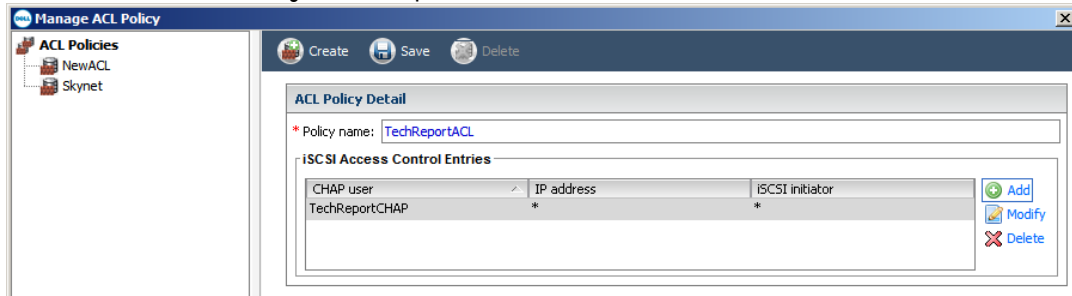 DELL Manage ACL Policy X
ACL Policies
NewACL
Skynet
Create Save Delete
ACL Policy Detail
* Policy name: TechReportACL
iSCSI Access Control Entries
CHAP user IP address iSCSI initiator
TechReportCHAP * *
Add
Modify
Delete